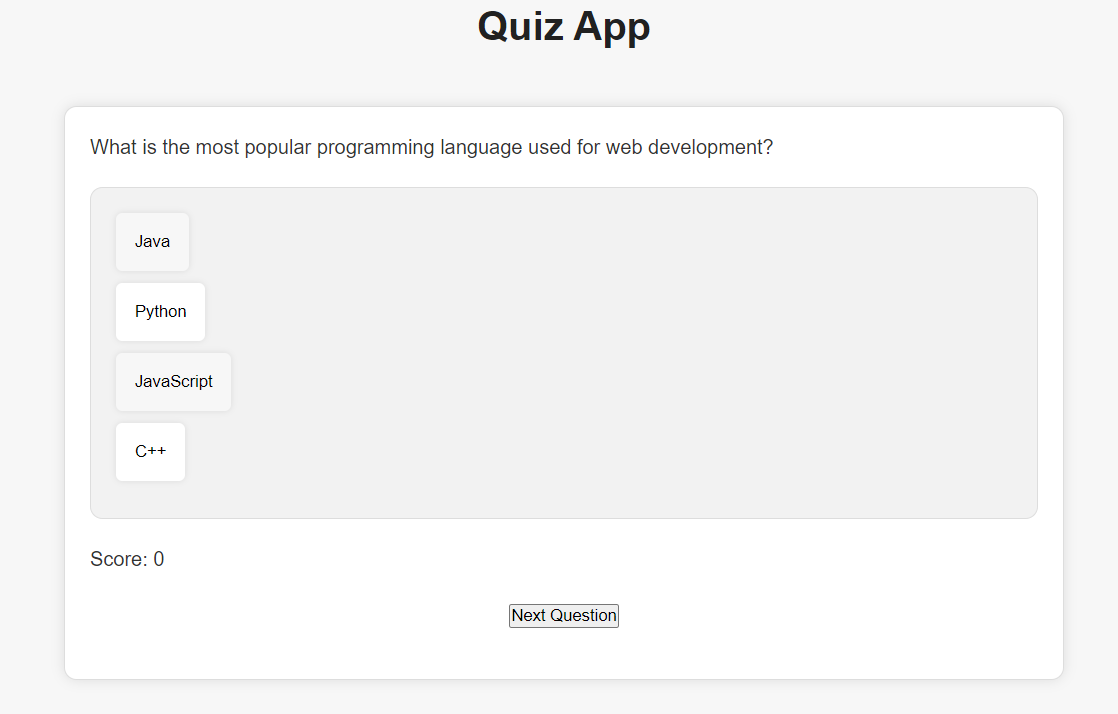 Quiz App
What is the most popular programming language used for web development?
Java
Python
JavaScript
C++
Score: 0
Next Question